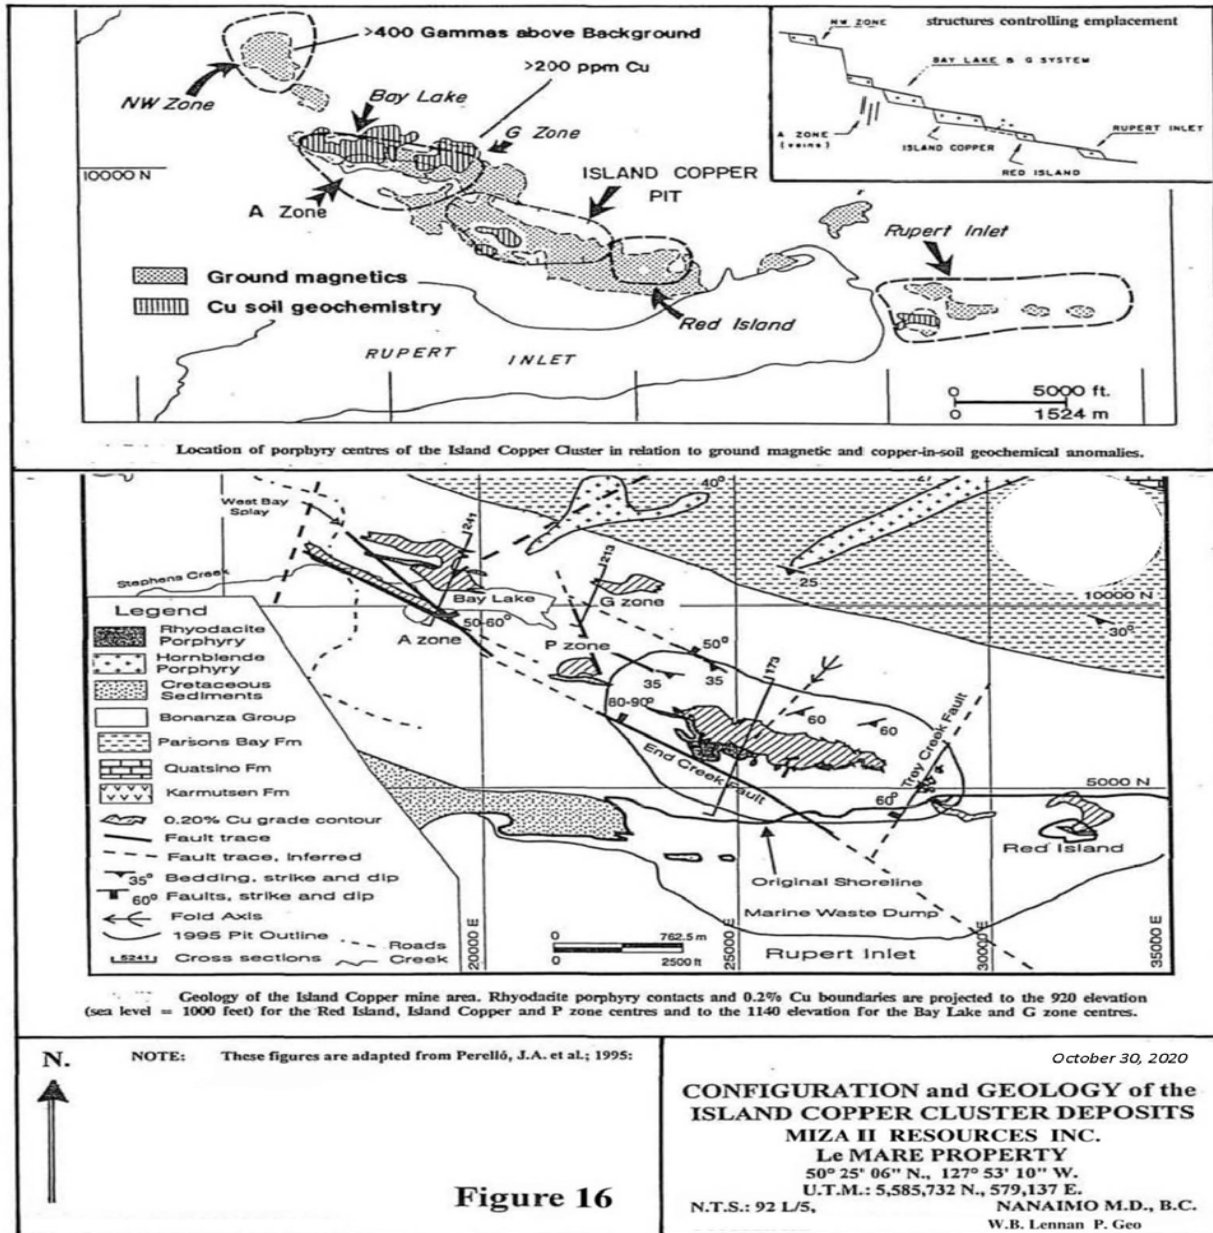 structures controlling emplacement
NW ZONE
BAY LAKE & G SYSTEM
A ZONE
(veins)
ISLAND COPPER
RED ISLAND
RUPERT INLET
>400 Gammas above Background
>200 ppm Cu
NW Zone
Bay Lake
G Zone
10000 N
ISLAND COPPER
PIT
A Zone
Rupert Inlet
Ground magnetics
Cu soil geochemistry
Red Island
RUPERT INLET
0 5000 ft.
0 1524 m
Location of porphyry centres of the Island Copper Cluster in relation to ground magnetic and copper-in-soil geochemical anomalies.
West Bay
Splay
241
40°
213
25
Stephens Creek
Bay Lake
G zone
10000 N
50-60°
A zone
30°
P zone
50°
35
35
173
80-90°
60
60
End Creek Fault
Trey Creek Fault
5000 N
60°
Red Island
Original Shoreline
Marine Waste Dump
Rupert Inlet
20000 E
25000 E
30000 E
35000 E
0 762.5 m
0 2500 ft
Legend
Rhyodacite
Porphyry
Hornblende
Porphyry
Cretaceous
Sediments
Bonanza Group
Parsons Bay Fm
Quatsino Fm
Karmutsen Fm
0.20% Cu grade contour
Fault trace
Fault trace, Inferred
35° Bedding, strike and dip
60° Faults, strike and dip
Fold Axis
1995 Pit Outline
Roads
5241 Cross sections
Creek
Geology of the Island Copper mine area. Rhyodacite porphyry contacts and 0.2% Cu boundaries are projected to the 920 elevation
(sea level = 1000 feet) for the Red Island, Island Copper and P zone centres and to the 1140 elevation for the Bay Lake and G zone centres.
N.
NOTE: These figures are adapted from Perelló, J.A. et al.; 1995:
Figure 16
October 30, 2020
CONFIGURATION and GEOLOGY of the
ISLAND COPPER CLUSTER DEPOSITS
MIZA II RESOURCES INC.
Le MARE PROPERTY
50° 25' 06" N., 127° 53' 10" W.
U.T.M.: 5,585,732 N., 579,137 E.
N.T.S.: 92 L/5, NANAIMO M.D., B.C.
W.B. Lennan P. Geo